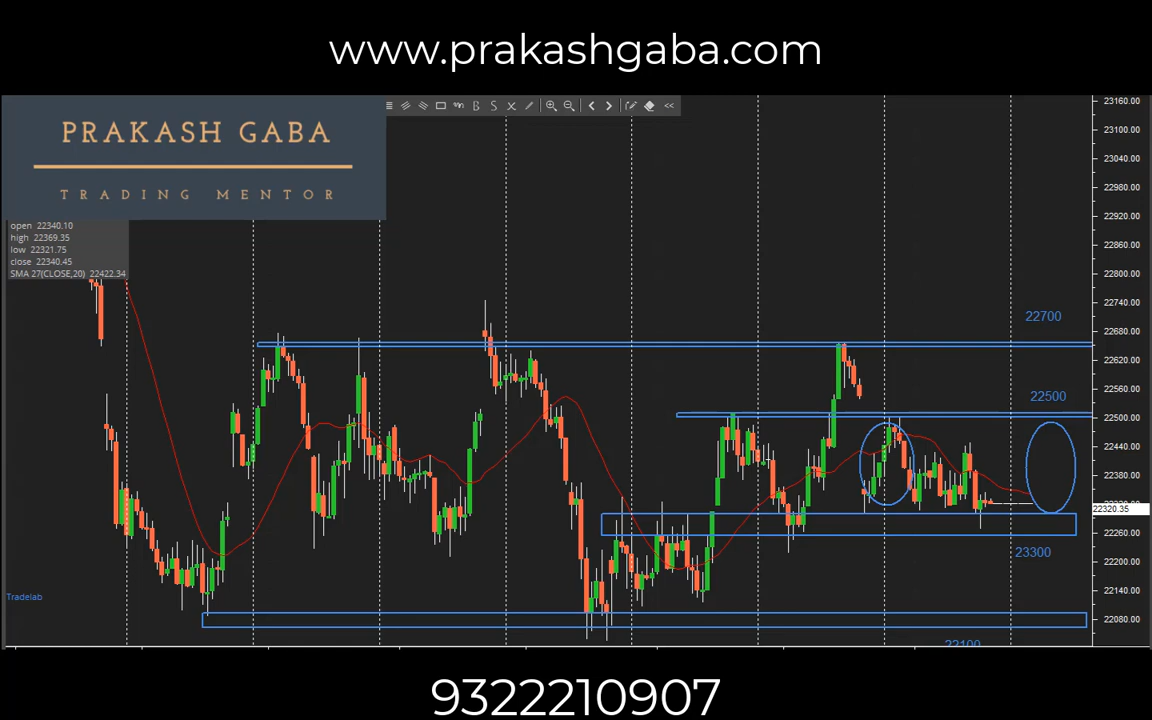 www.prakashgaba.com
PRAKASH GABA
TRADING MENTOR
open 22340.10
high 22369.35
low 22321.75
close 22340.45
SMA 27(CLOSE,20) 22422.34
23160.00
23100.00
23040.00
22980.00
22920.00
22860.00
22800.00
22740.00
22700
22680.00
22620.00
22560.00
22500
22500.00
22440.00
22380.00
22320.35
22260.00
23300
22200.00
22140.00
Tradelab
22080.00
22100
9322210907